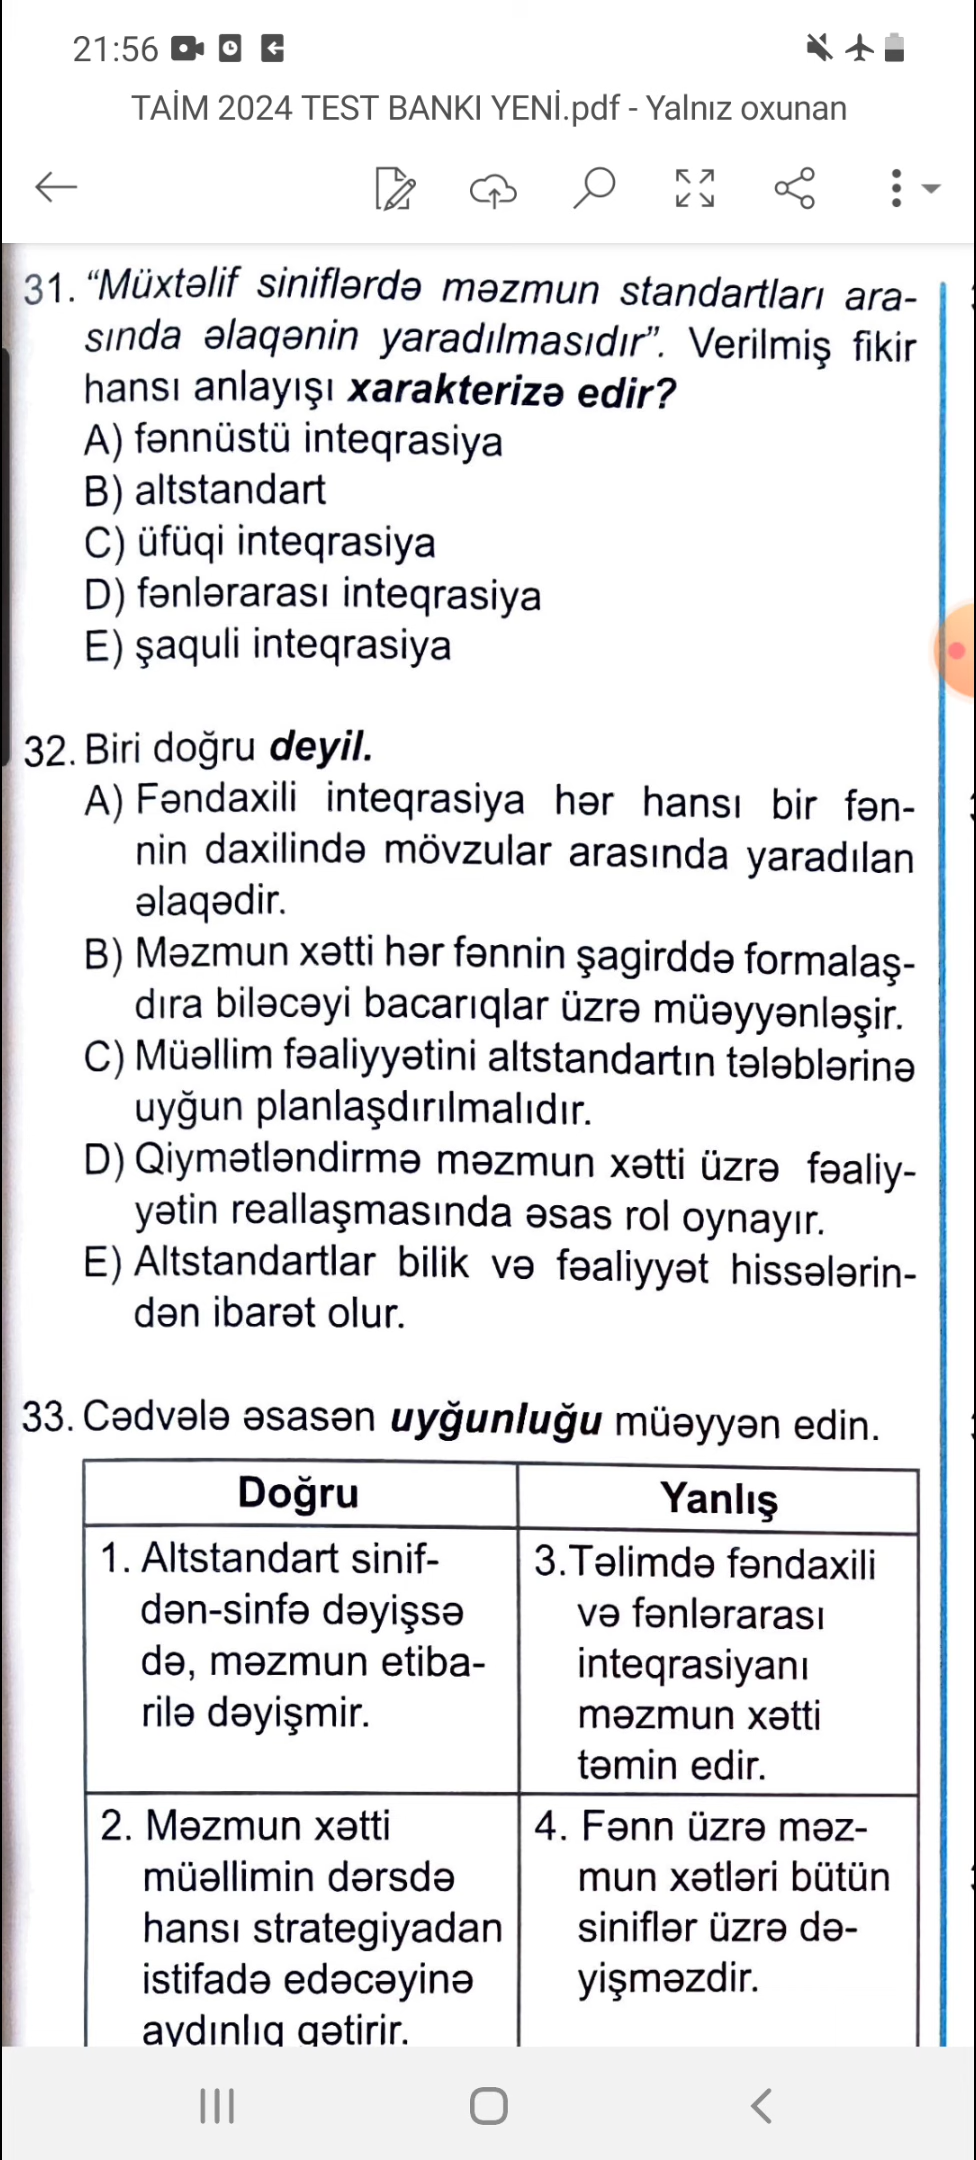 21:56
TAİM 2024 TEST BANKI YENİ.pdf - Yalnız oxunan
31. “Müxtəlif siniflərdə məzmun standartları ara-
sında əlaqənin yaradılmasıdır”. Verilmiş fikir
hansı anlayışı xarakterizə edir?
A) fənnüstü inteqrasiya
B) altstandart
C) üfüqi inteqrasiya
D) fənlərarası inteqrasiya
E) şaquli inteqrasiya
32. Biri doğru deyil.
A) Fəndaxili inteqrasiya hər hansı bir fən-
nin daxilində mövzular arasında yaradılan
əlaqədir.
B) Məzmun xətti hər fənnin şagirddə formalaş-
dıra biləcəyi bacarıqlar üzrə müəyyənləşir.
C) Müəllim fəaliyyətini altstandartın tələblərinə
uyğun planlaşdırılmalıdır.
D) Qiymətləndirmə məzmun xətti üzrə fəaliy-
yətin reallaşmasında əsas rol oynayır.
E) Altstandartlar bilik və fəaliyyət hissələrin-
dən ibarət olur.
33. Cədvələ əsasən uyğunluğu müəyyən edin.
Doğru
Yanlış
1. Altstandart sinif-
dən-sinfə dəyişsə
də, məzmun etiba-
rilə dəyişmir.
3.Təlimdə fəndaxili
və fənlərarası
inteqrasiyanı
məzmun xətti
təmin edir.
2. Məzmun xətti
müəllimin dərsdə
hansı strategiyadan
istifadə edəcəyinə
aydınlıq gətirir.
4. Fənn üzrə məz-
mun xətləri bütün
siniflər üzrə də-
yişməzdir.